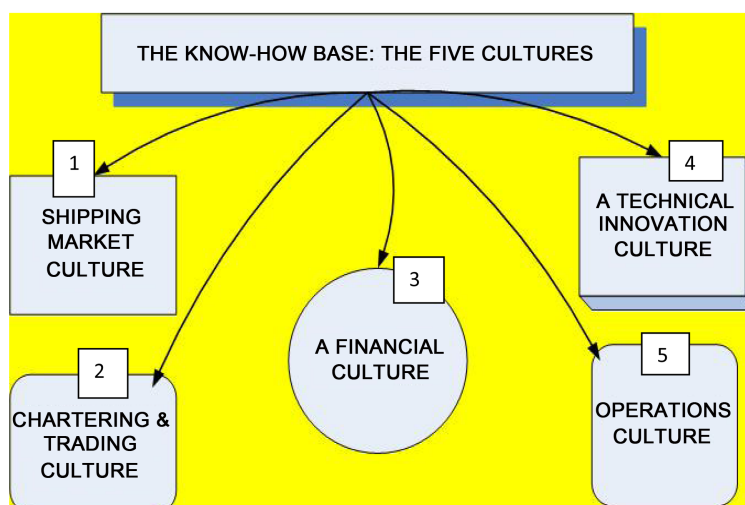 THE KNOW-HOW BASE: THE FIVE CULTURES
1
SHIPPING
MARKET
CULTURE
2
CHARTERING &
TRADING
CULTURE
3
A FINANCIAL
CULTURE
4
A TECHNICAL
INNOVATION
CULTURE
5
OPERATIONS
CULTURE